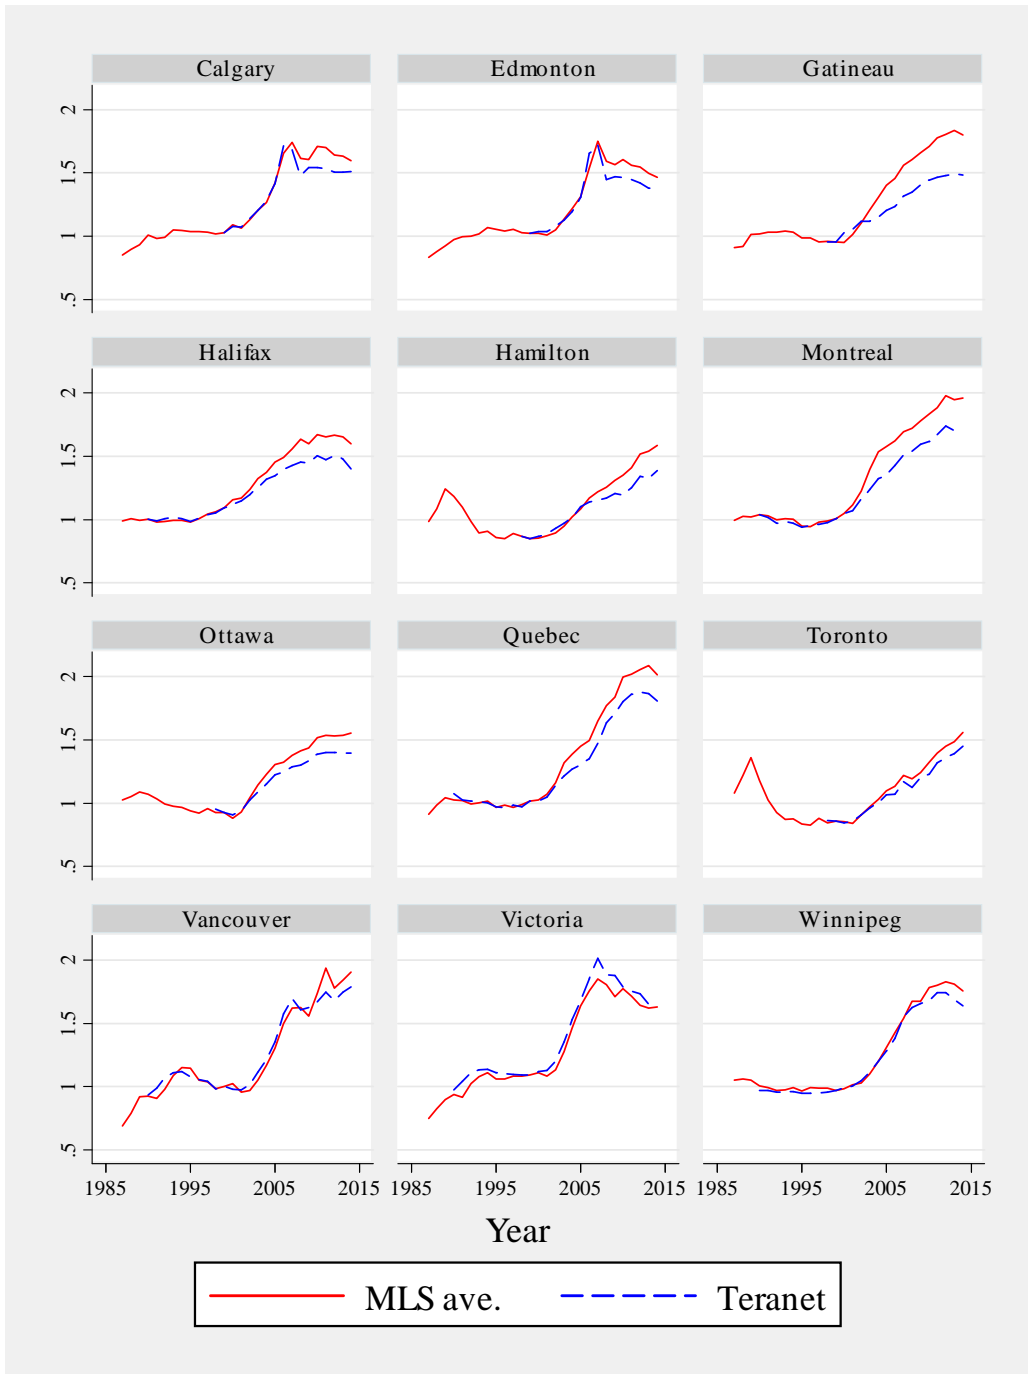 Calgary Edmonton Gatineau
2
1.5
1
.5
Halifax Hamilton Montreal
2
1.5
1
.5
Ottawa Quebec Toronto
2
1.5
1
.5
Vancouver Victoria Winnipeg
2
1.5
1
.5
1985 1995 2005 2015 1985 1995 2005 2015 1985 1995 2005 2015
Year
MLS ave. Teranet